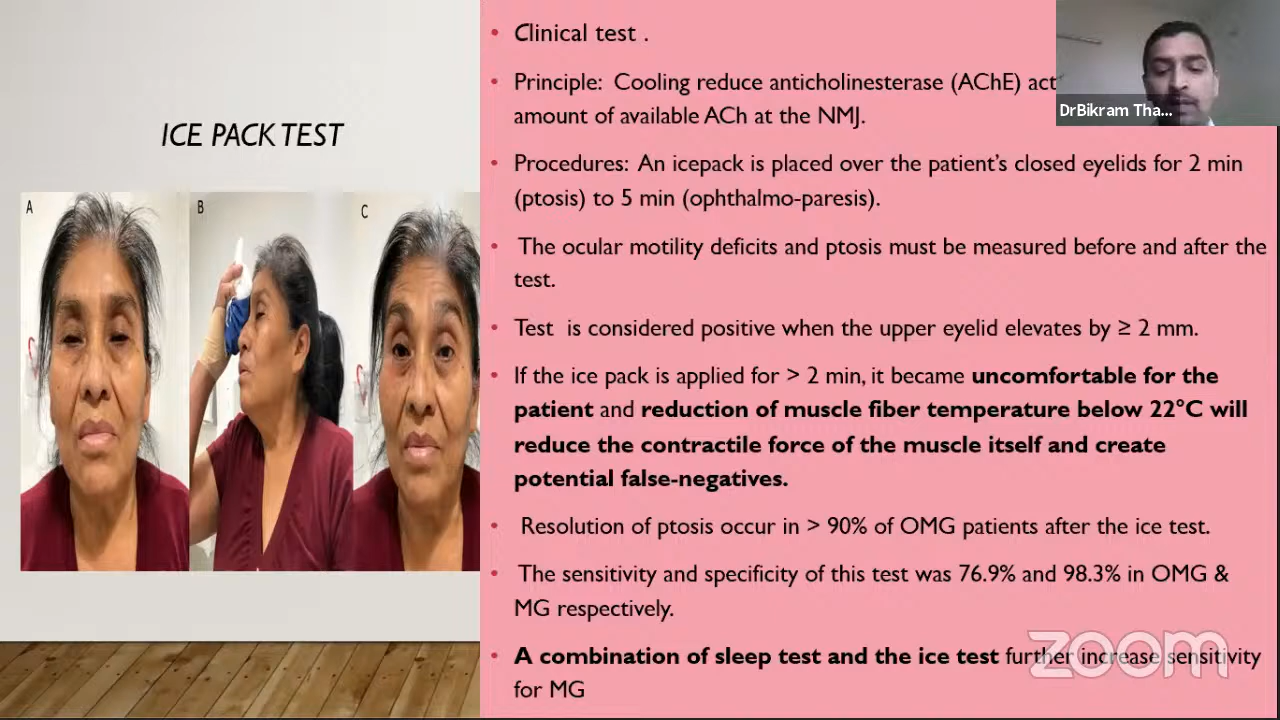 ICE PACK TEST
A
B
C
• Clinical test .
• Principle: Cooling reduce anticholinesterase (AChE) act
amount of available ACh at the NMJ.
• Procedures: An icepack is placed over the patient's closed eyelids for 2 min
(ptosis) to 5 min (ophthalmo-paresis).
• The ocular motility deficits and ptosis must be measured before and after the
test.
• Test is considered positive when the upper eyelid elevates by ≥ 2 mm.
• If the ice pack is applied for > 2 min, it became uncomfortable for the
patient and reduction of muscle fiber temperature below 22°C will
reduce the contractile force of the muscle itself and create
potential false-negatives.
• Resolution of ptosis occur in > 90% of OMG patients after the ice test.
• The sensitivity and specificity of this test was 76.9% and 98.3% in OMG &
MG respectively.
• A combination of sleep test and the ice test further increase sensitivity
for MG
DrBikram Tha...
zoom